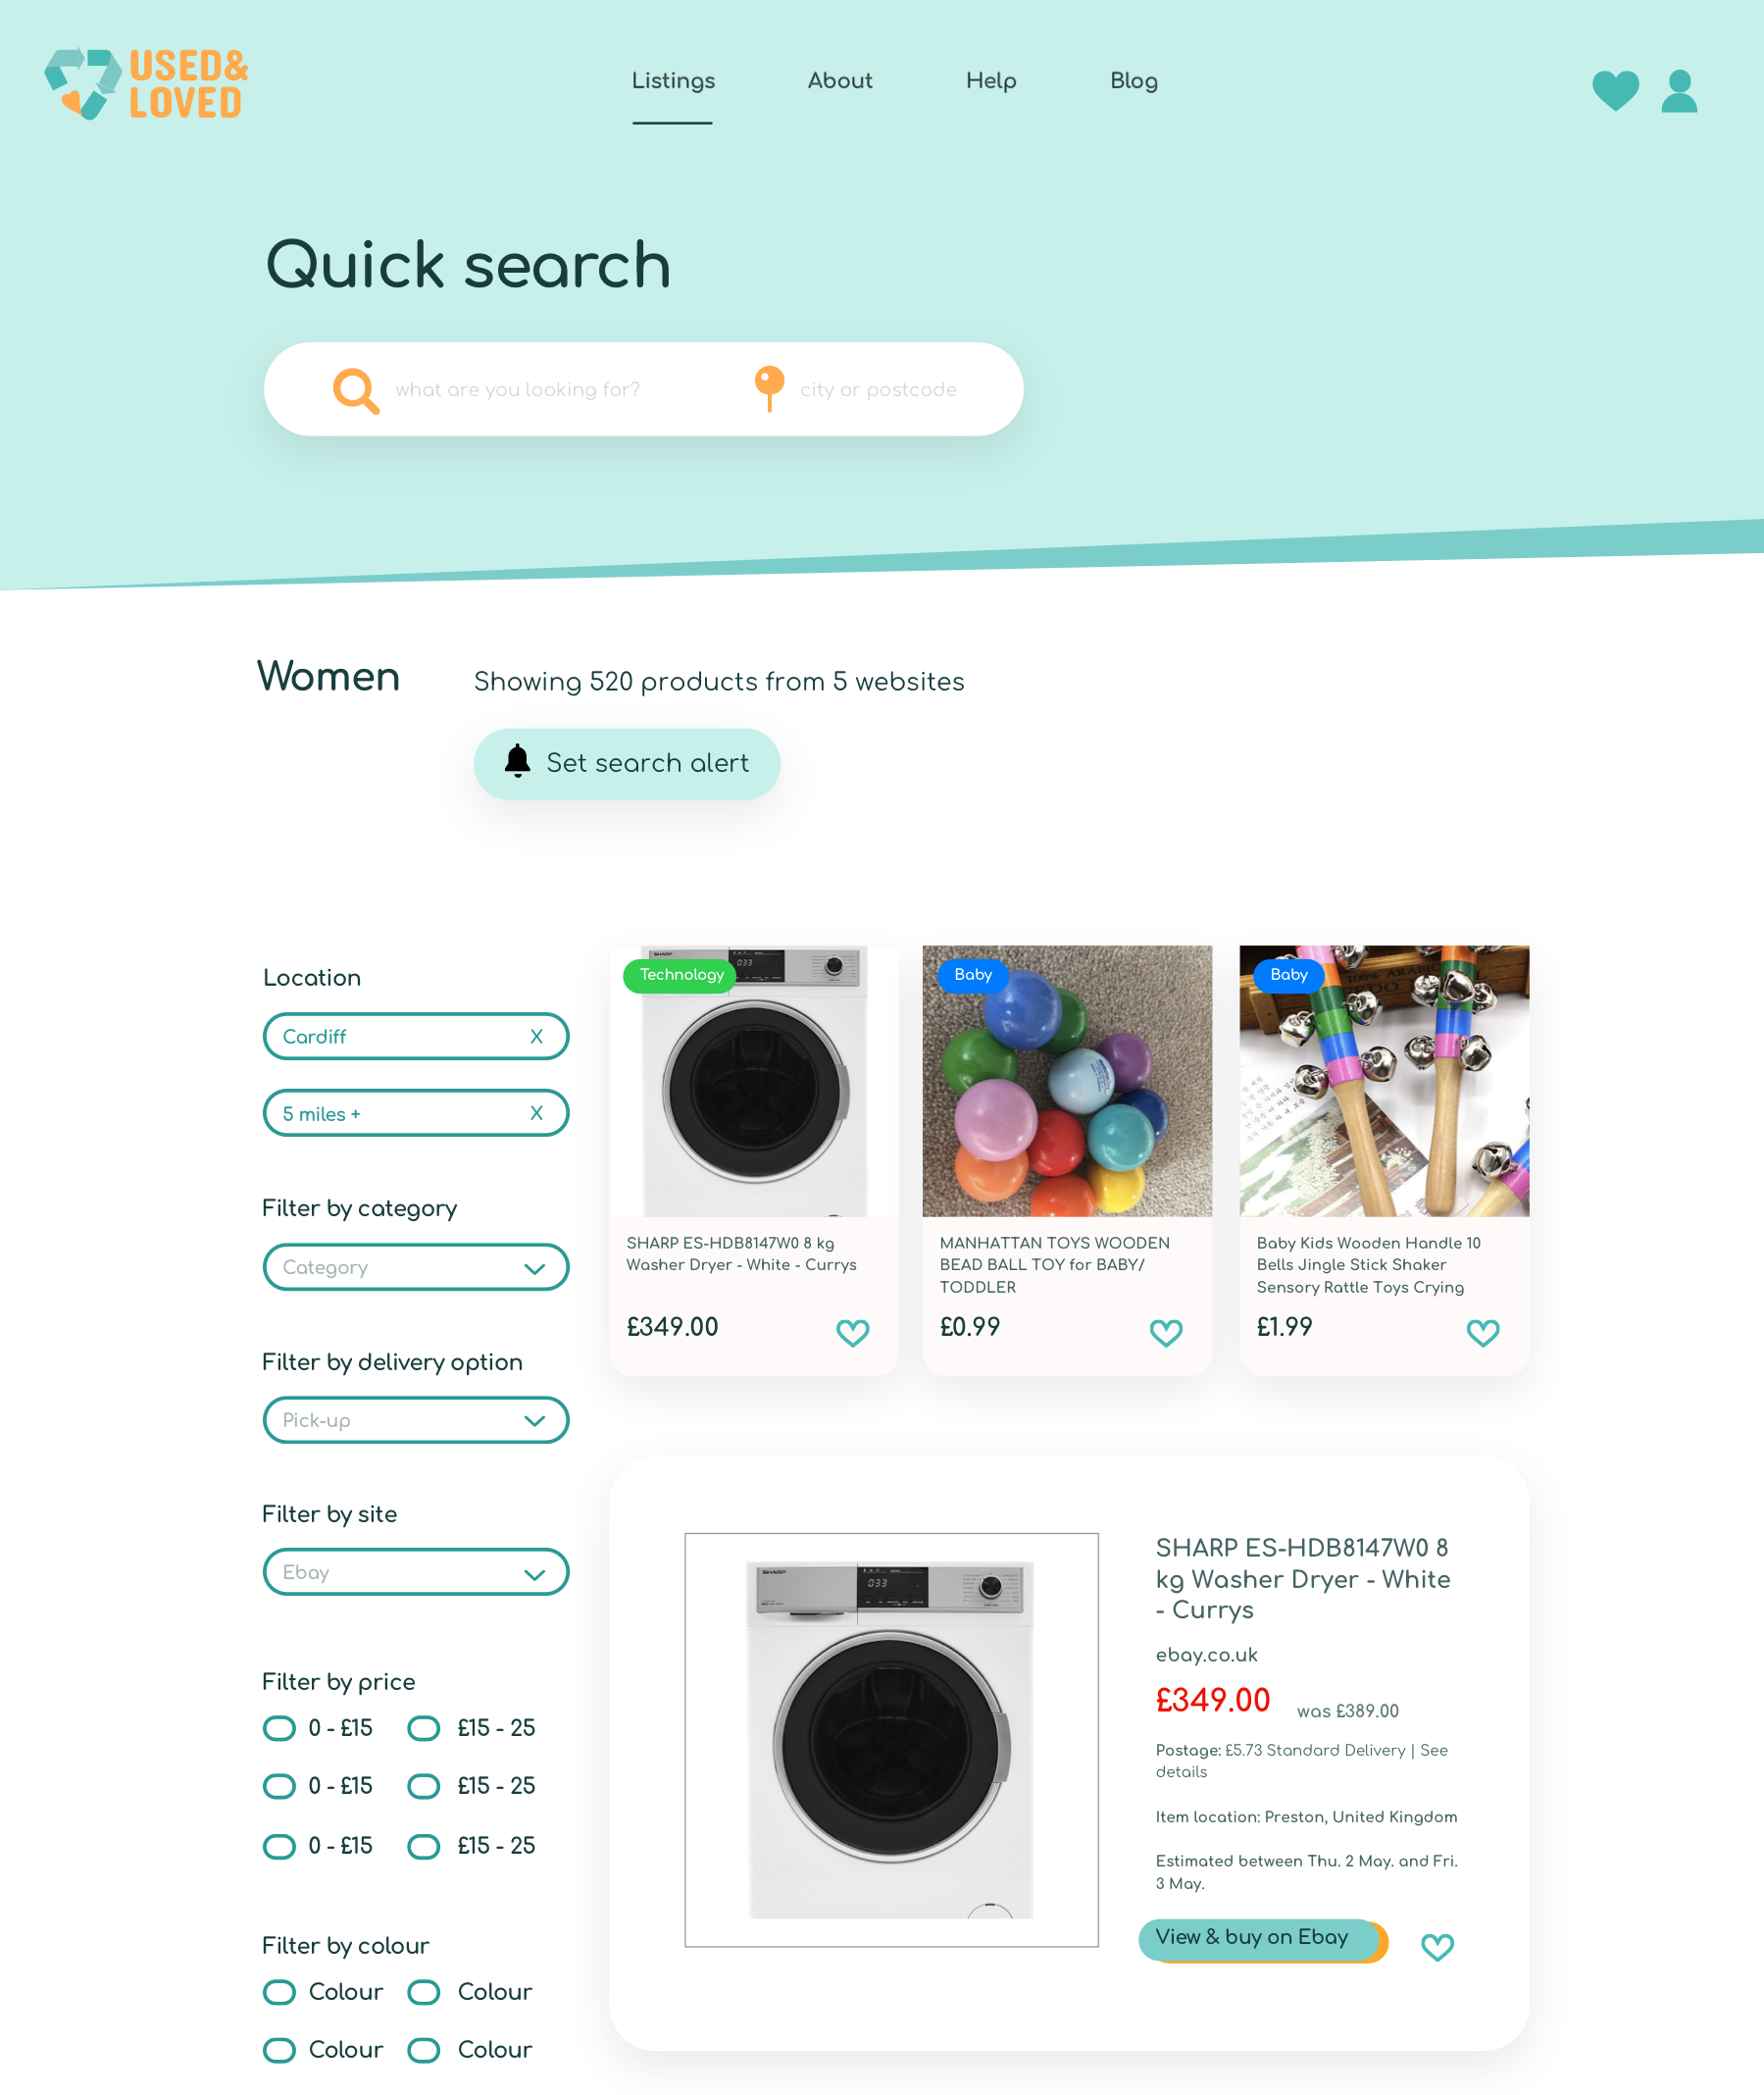 USED&
LOVED
Listings
About
Help
Blog
Quick search
what are you looking for?
city or postcode
Women
Showing 520 products from 5 websites
Set search alert
Location
Cardiff X
5 miles + X
Filter by category
Category
Filter by delivery option
Pick-up
Filter by site
Ebay
Filter by price
0 - £15
£15 - 25
0 - £15
£15 - 25
0 - £15
£15 - 25
Filter by colour
Colour
Colour
Colour
Colour
SHARP
033
Technology
SHARP ES-HDB8147W0 8 kg
Washer Dryer - White - Currys
£349.00
Baby
MANHATTAN TOYS WOODEN
BEAD BALL TOY for BABY/
TODDLER
£0.99
Baby
Baby Kids Wooden Handle 10
Bells Jingle Stick Shaker
Sensory Rattle Toys Crying
£1.99
SHARP
033
SHARP ES-HDB8147W0 8
kg Washer Dryer - White
- Currys
ebay.co.uk
£349.00
was £389.00
Postage: £5.73 Standard Delivery | See
details
Item location: Preston, United Kingdom
Estimated between Thu. 2 May. and Fri.
3 May.
View & buy on Ebay